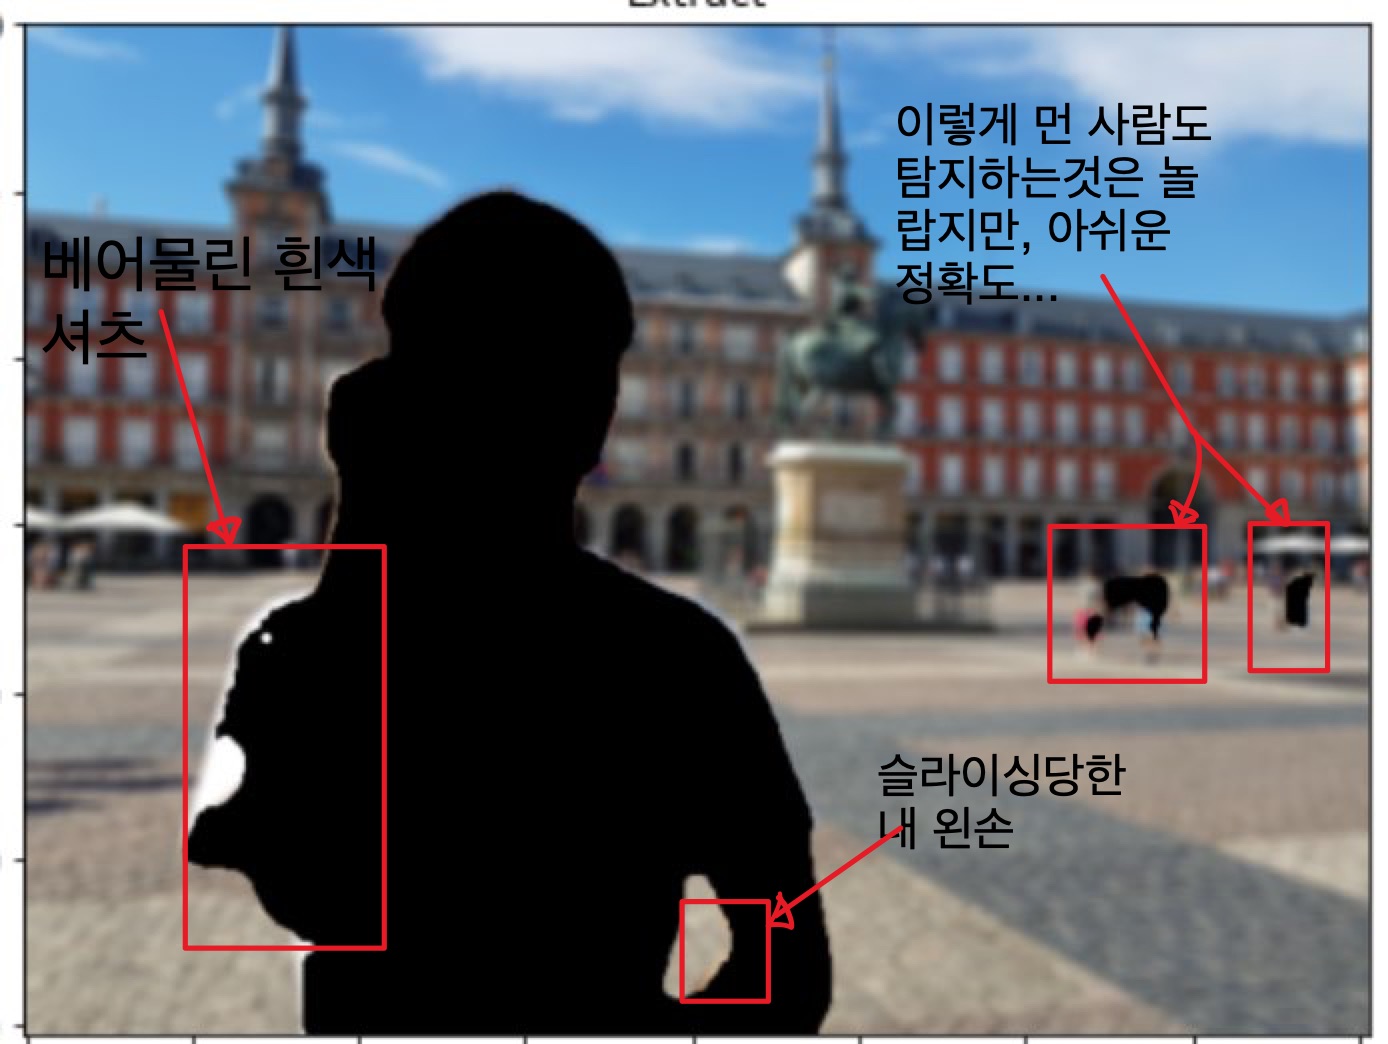 Extract
이렇게 먼 사람도
탐지하는것은 놀
랍지만, 아쉬운
정확도...
베어물린 흰색
셔츠
슬라이싱당한
내 왼손